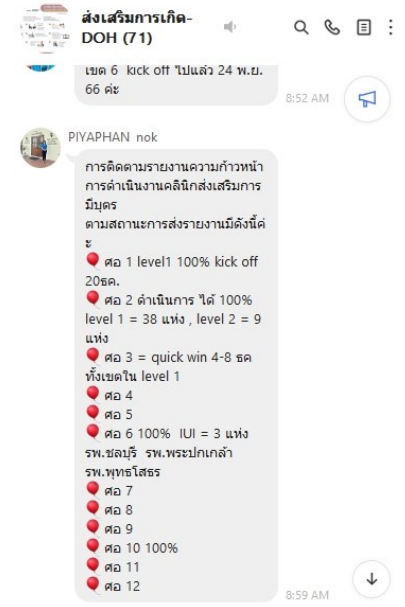 ส่งเสริมการเกิด-
DOH (71)
เขต 6 kick off ไปแล้ว 24 พ.ย.
66 ค่ะ
8:52 AM
PIYAPHAN nok
การติดตามรายงานความก้าวหน้า
การดำเนินงานคลินิกส่งเสริมการ
มีบุตร
ตามสถานะการส่งรายงานมีดังนี้ค่
ะ
🎈 ศอ 1 level1 100% kick off
20ธค.
🎈 ศอ 2 ดำเนินการ ได้ 100%
level 1 = 38 แห่ง , level 2 = 9
แห่ง
🎈 ศอ 3 = quick win 4-8 ธค
ทั้งเขตใน level 1
🎈 ศอ 4
🎈 ศอ 5
🎈 ศอ 6 100% IUI = 3 แห่ง
รพ.ชลบุรี รพ.พระปกเกล้า
รพ.พุทธโสธร
🎈 ศอ 7
🎈 ศอ 8
🎈 ศอ 9
🎈 ศอ 10 100%
🎈 ศอ 11
🎈 ศอ 12
8:59 AM